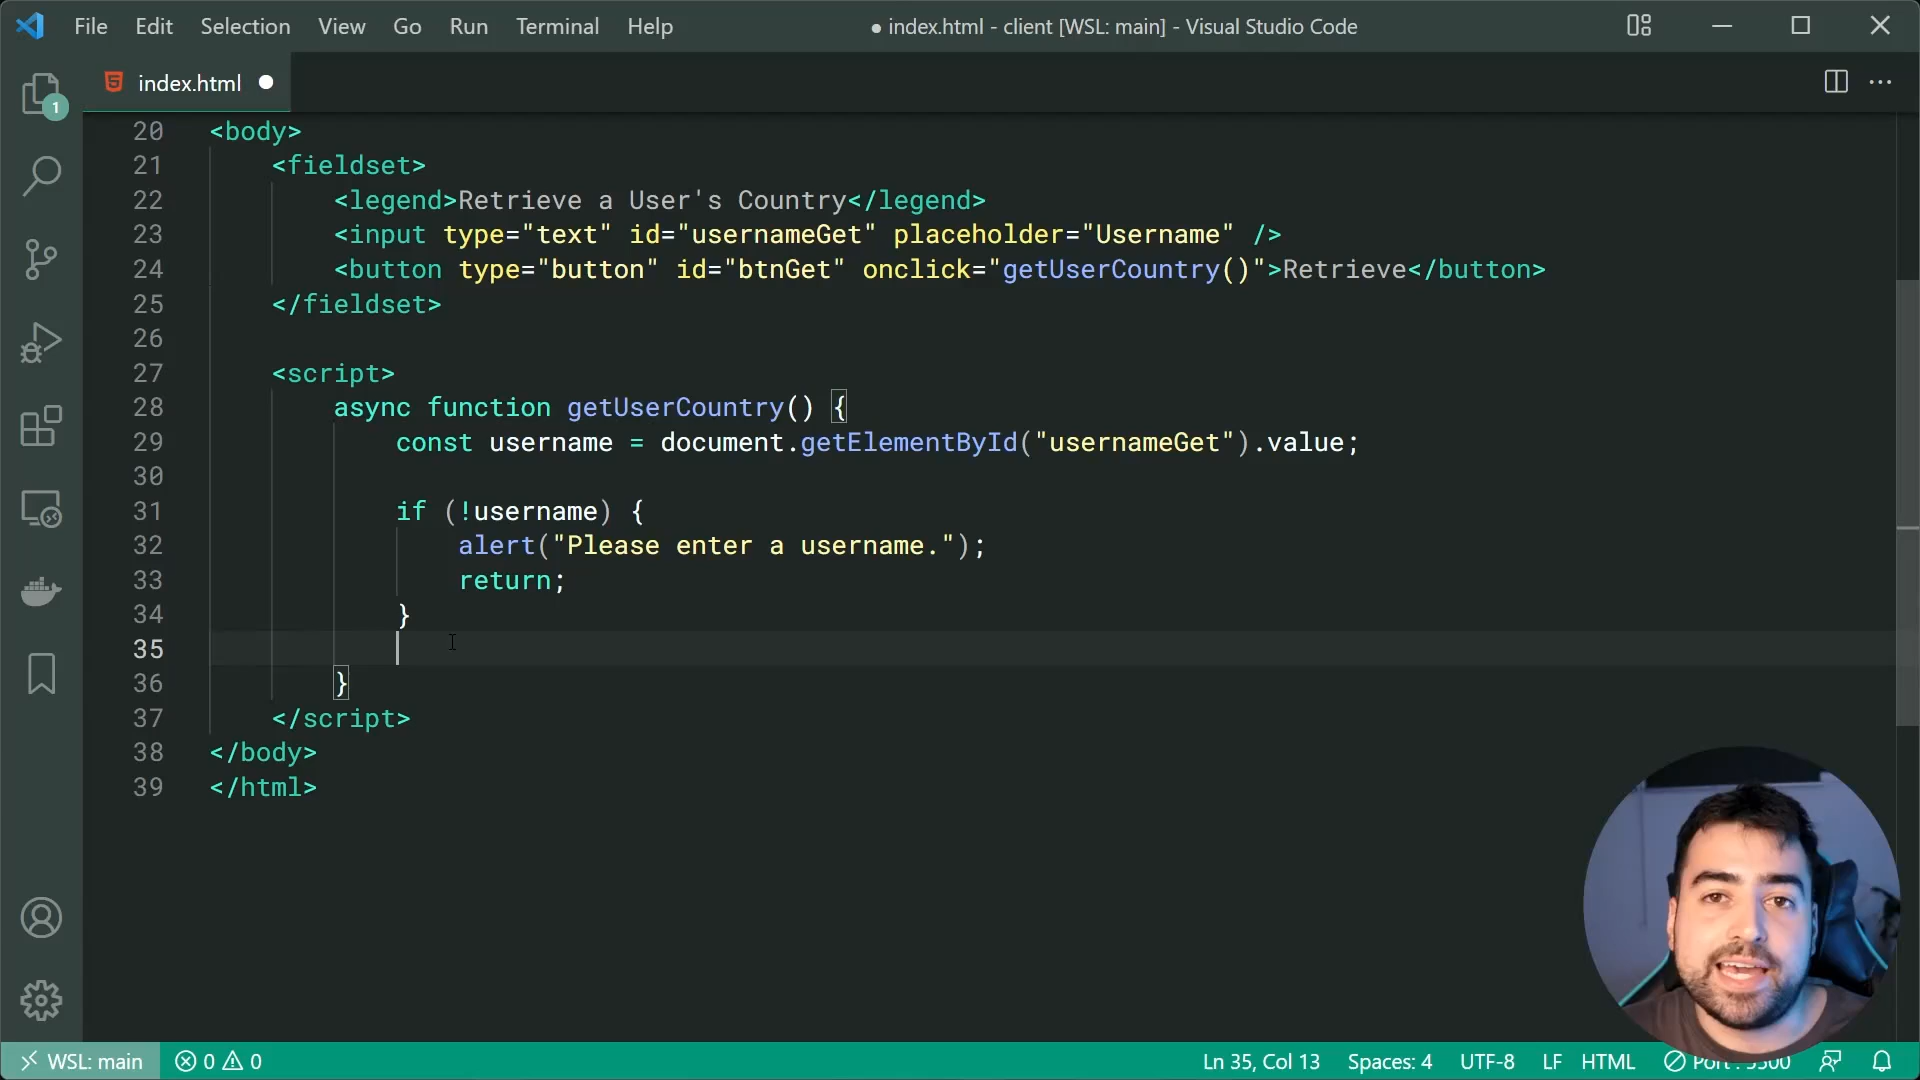 File Edit Selection View Go Run Terminal Help
● index.html - client [WSL: main] - Visual Studio Code
index.html
1
20 <body>
21 <fieldset>
22 <legend>Retrieve a User's Country</legend>
23 <input type="text" id="usernameGet" placeholder="Username" />
24 <button type="button" id="btnGet" onclick="getUserCountry()">Retrieve</button>
25 </fieldset>
26
27 <script>
28 async function getUserCountry() {
29 const username = document.getElementById("usernameGet").value;
30
31 if (!username) {
32 alert("Please enter a username.");
33 return;
34 }
35
36 }
37 </script>
38 </body>
39 </html>
WSL: main 0 0 Ln 35, Col 13 Spaces: 4 UTF-8 LF HTML